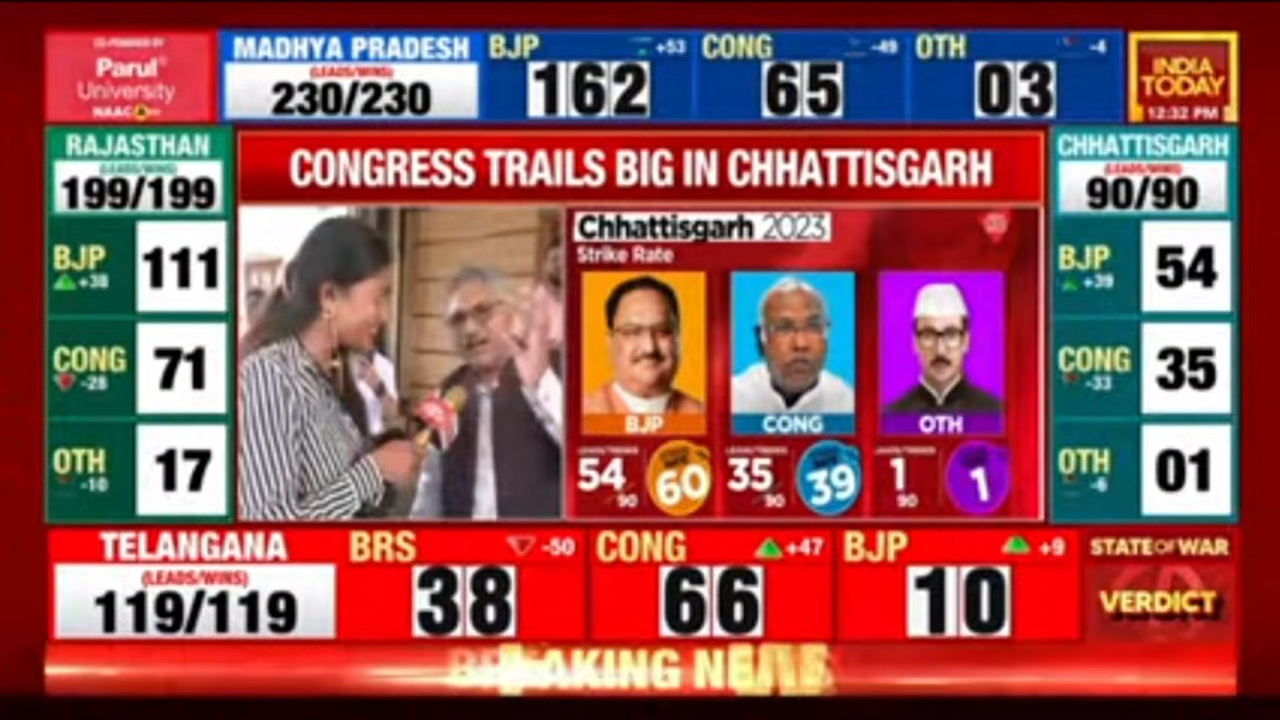 CO-POWERED BY
Parul
University
NAAC A++
MADHYA PRADESH
(LEADS/WINS)
230/230
BJP +53
162
CONG -49
65
OTH -4
03
INDIA
TODAY
12:32 PM
RAJASTHAN
(LEADS/WINS)
199/199
BJP
+38
111
CONG
-28
71
OTH
-10
17
CONGRESS TRAILS BIG IN CHHATTISGARH
Chhattisgarh 2023
Strike Rate
BJP
CONG
OTH
54
90
60
35
90
39
1
90
1
CHHATTISGARH
(LEADS/WINS)
90/90
BJP
+39
54
CONG
-33
35
OTH
-6
01
TELANGANA
(LEADS/WINS)
119/119
BRS -50
38
CONG +47
66
BJP +9
10
STATE OF WAR
VERDICT